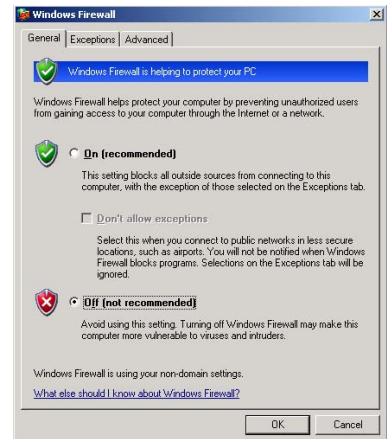 Windows Firewall
General Exceptions Advanced
Windows Firewall is helping to protect your PC
Windows Firewall helps protect your computer by preventing unauthorized users
from gaining access to your computer through the Internet or a network.
On (recommended)
This setting blocks all outside sources from connecting to this
computer, with the exception of those selected on the Exceptions tab.
Don't allow exceptions
Select this when you connect to public networks in less secure
locations, such as airports. You will not be notified when Windows
Firewall blocks programs. Selections on the Exceptions tab will be
ignored.
Off (not recommended)
Avoid using this setting. Turning off Windows Firewall may make this
computer more vulnerable to viruses and intruders.
Windows Firewall is using your non-domain settings.
What else should I know about Windows Firewall?
OK Cancel